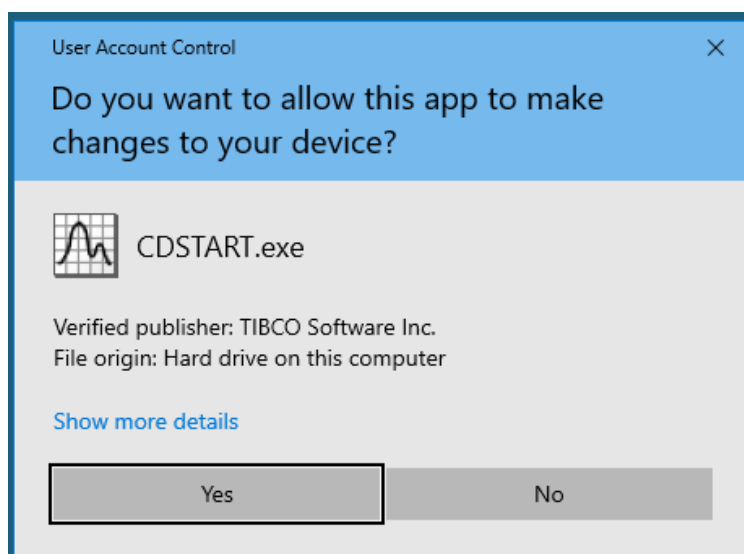 User Account Control
Do you want to allow this app to make
changes to your device?
CDSTART.exe
Verified publisher: TIBCO Software Inc.
File origin: Hard drive on this computer
Show more details
Yes
No